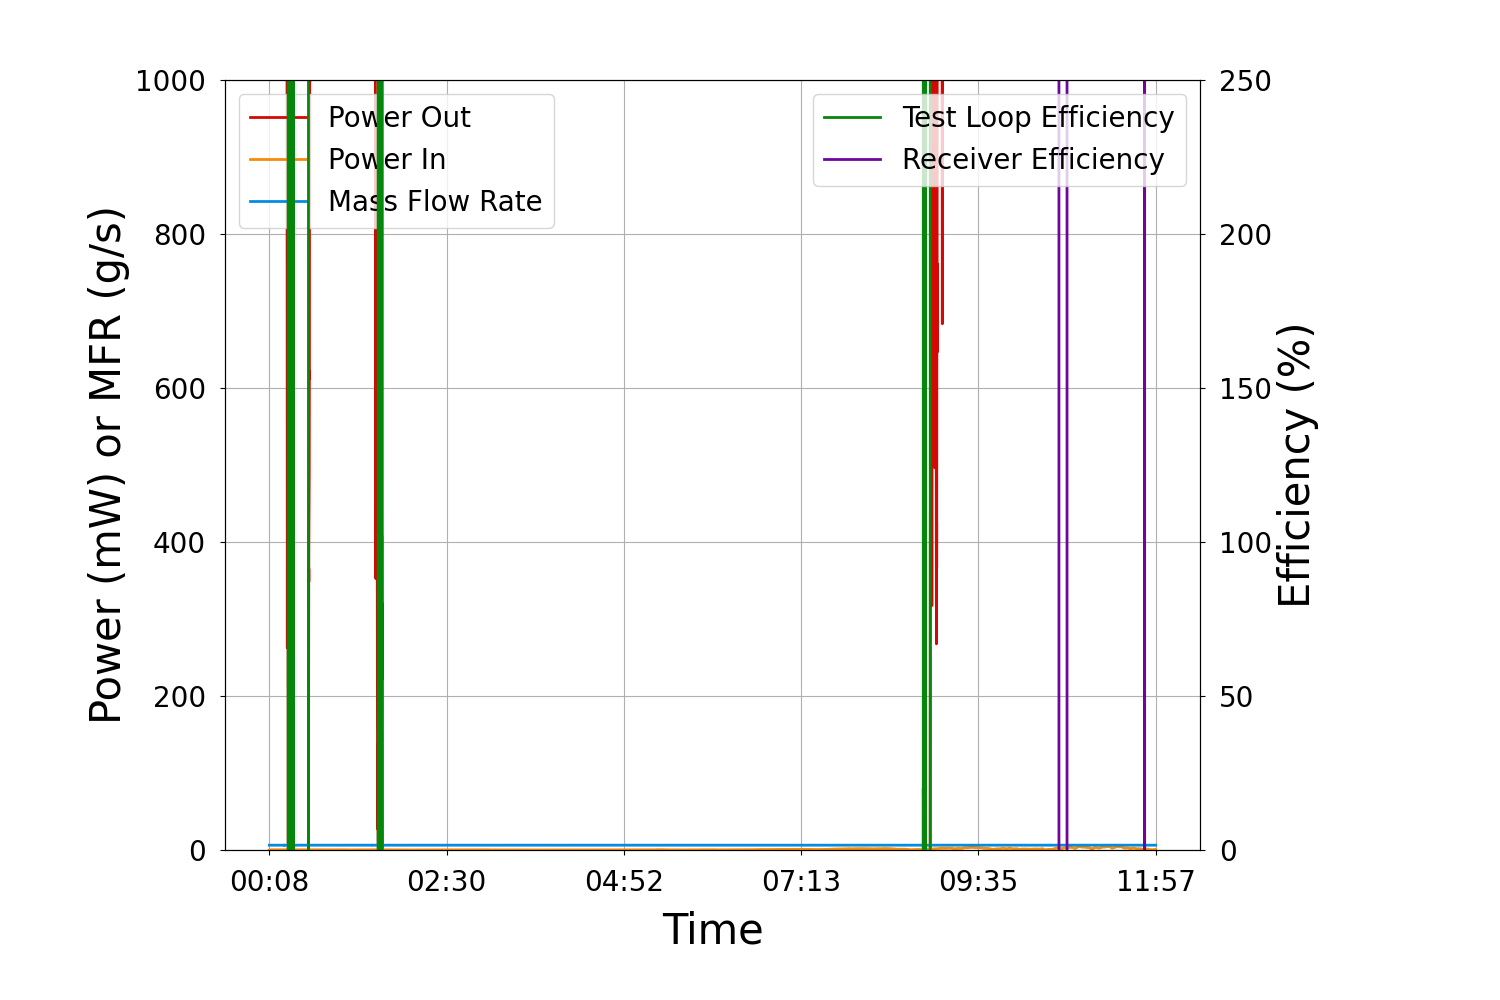 1000
800
600
400
200
0
Power (mW) or MFR (g/s)
Power Out
Power In
Mass Flow Rate
Test Loop Efficiency
Receiver Efficiency
250
200
150
100
50
0
Efficiency (%)
00:08 02:30 04:52 07:13 09:35 11:57
Time